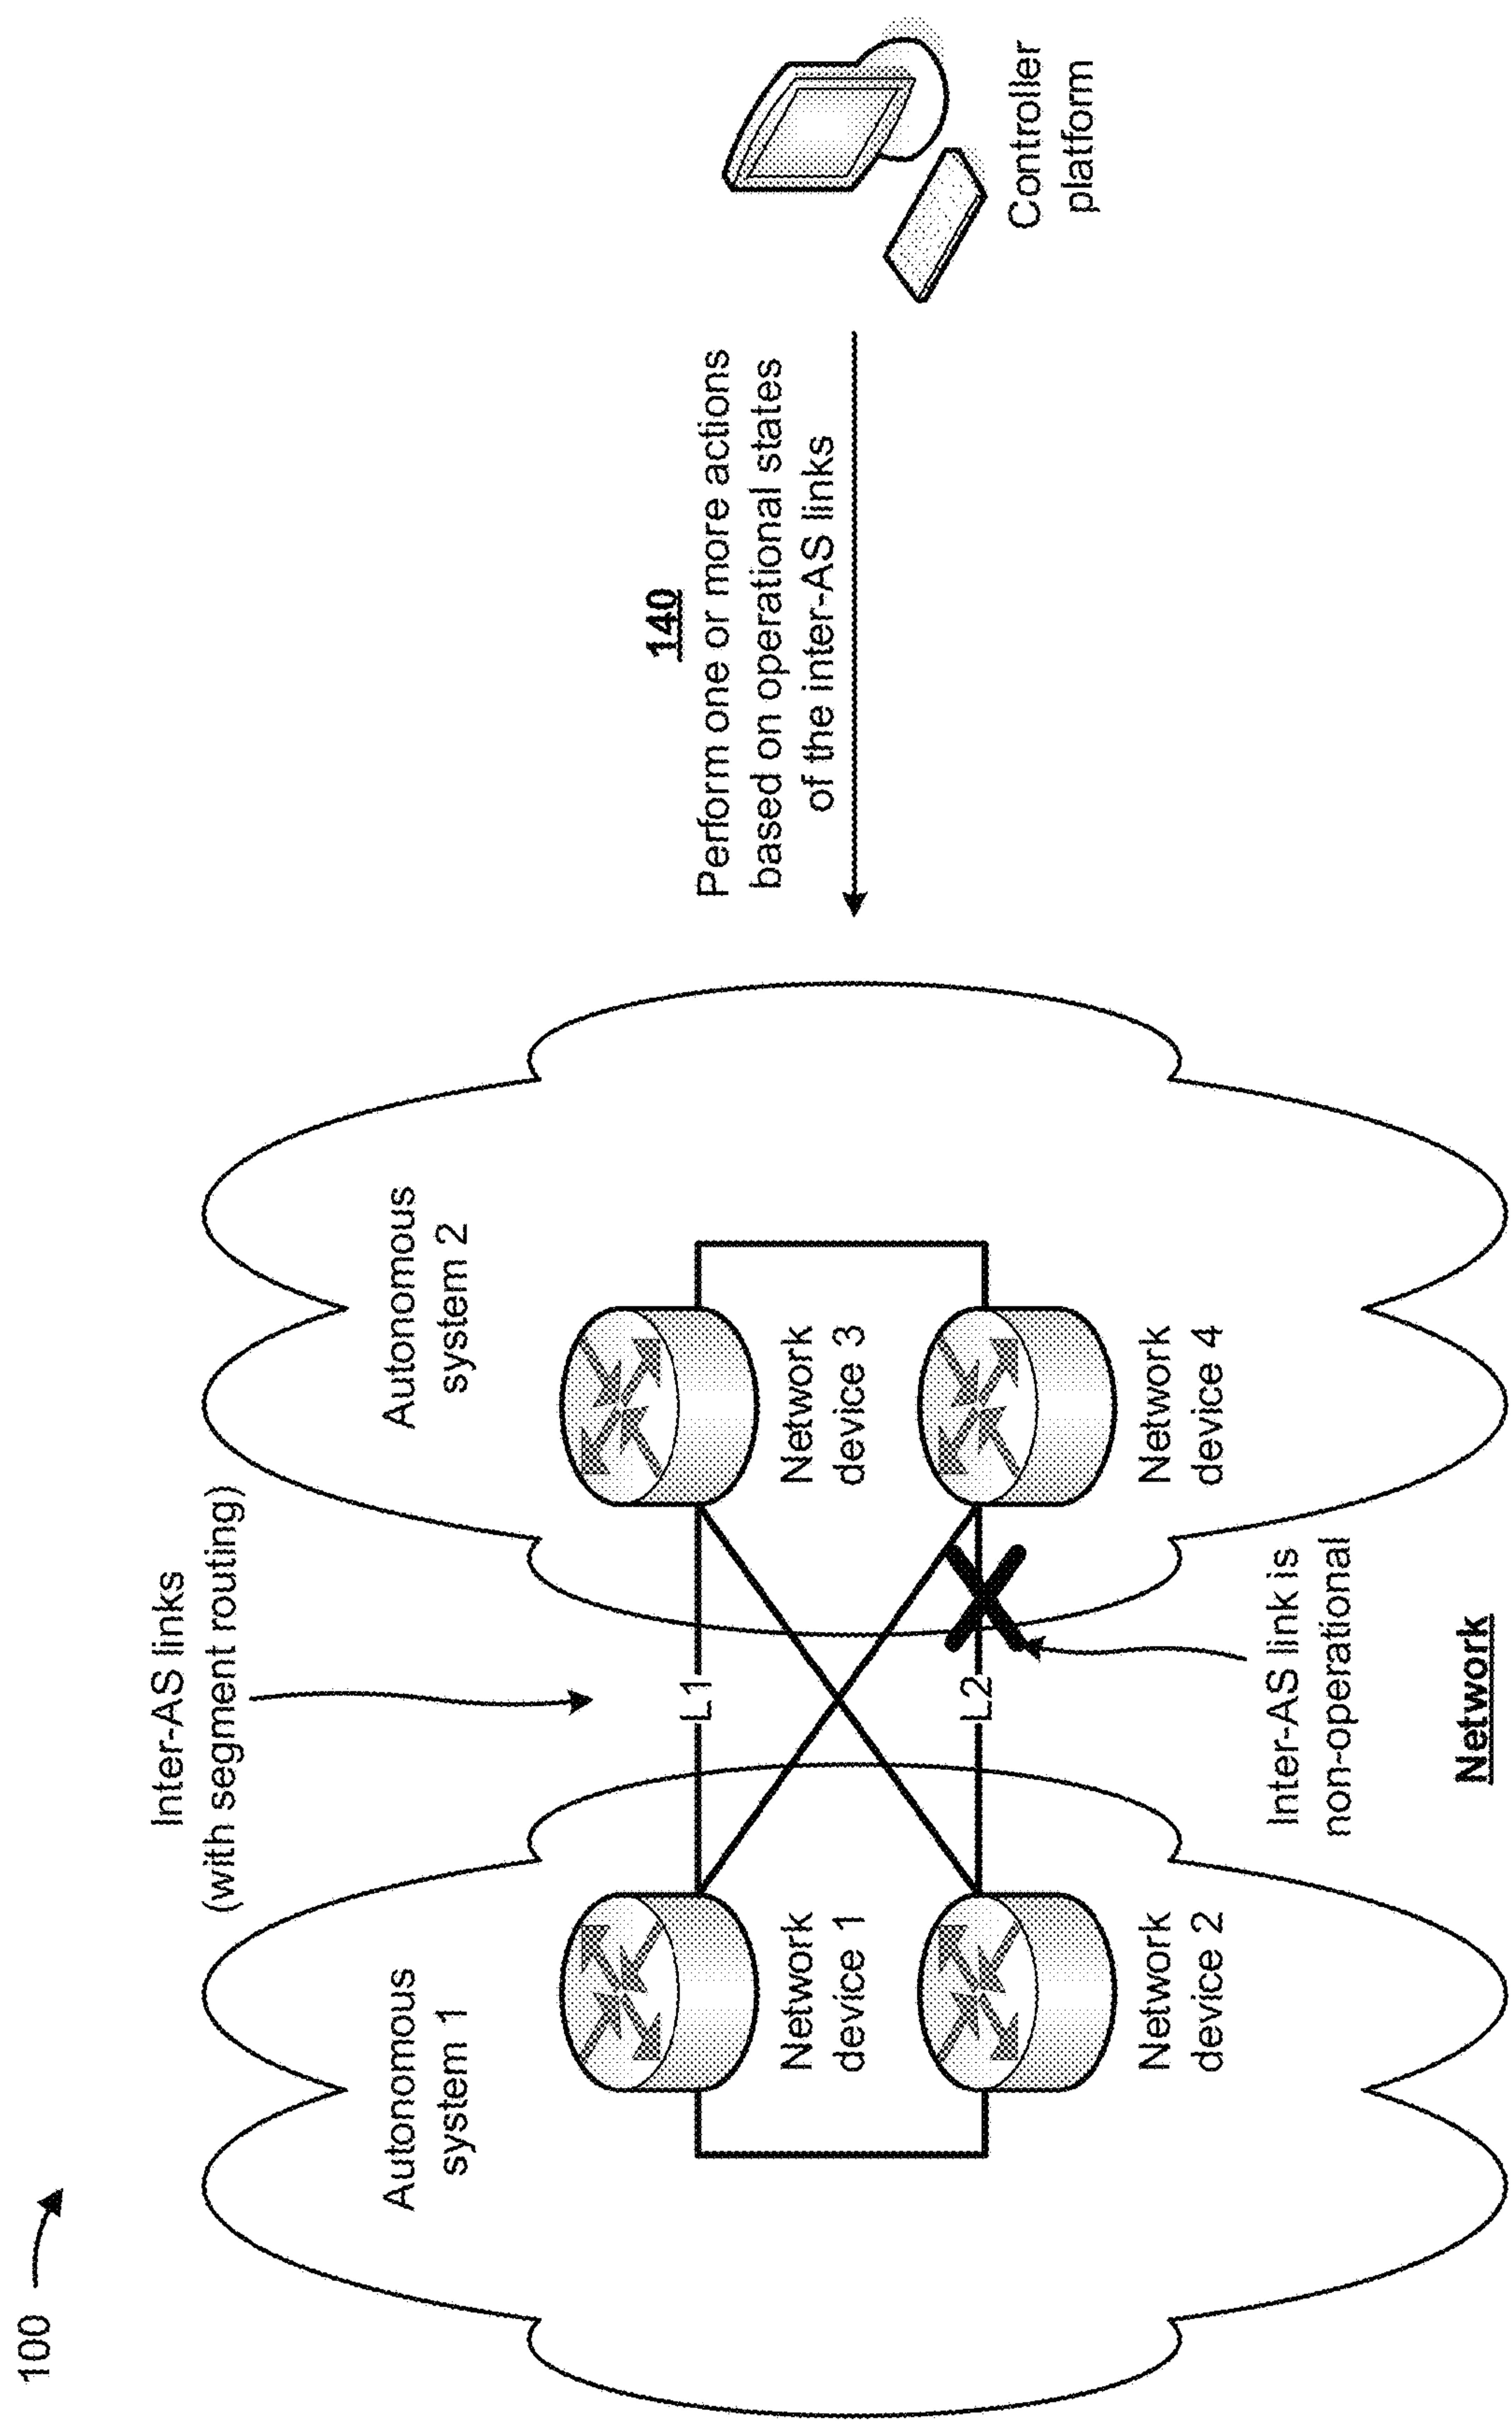 100
Inter-AS links
(with segment routing)
Autonomous
system 1
Autonomous
system 2
140
Perform one or more actions
based on operational states
of the inter-AS links
L1
Network
device 1
Network
device 3
Controller
platform
L2
Network
device 2
Network
device 4
Inter-AS link is
non-operational
Network